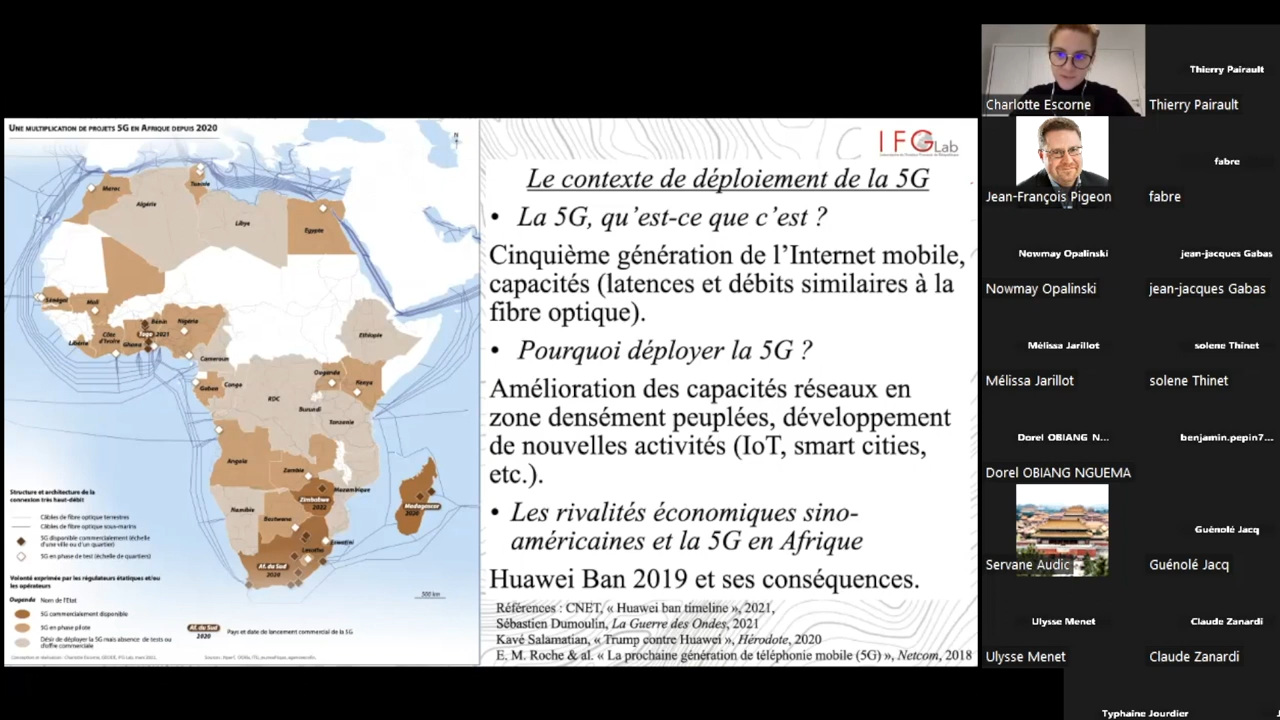 UNE MULTIPLICATION DE PROJETS 5G EN AFRIQUE DEPUIS 2020
N
Maroc
Algérie
Tunisie
Libye
Egypte
Sénégal
Mali
Bénin
Nigéria
Togo 2021
Côte d'Ivoire
Ghana
Libéria
Cameroun
Ethiopie
Ouganda
Kenya
Gabon
Congo
RDC
Burundi
Tanzanie
Angola
Zambie
Mozambique
Zimbabwe
2022
Madagascar
2020
Namibie
Botswana
Eswatini
Lesotho
Af. du Sud
2020
500 km
Structure et architecture de la
connexion très haut-débit
Câbles de fibre optique terrestres
Câbles de fibre optique sous-marins
5G disponible commercialement (échelle
d'une ville ou d'un quartier)
5G en phase de test (échelle de quartiers)
Volonté exprimée par les régulateurs étatiques et/ou
les opérateurs
Ouganda Nom de l'Etat
5G commercialement disponible
5G en phase pilote
Désir de déployer la 5G mais absence de tests ou
d'offre commerciale
Af. du Sud
2020
Pays et date de lancement commercial de la 5G
IFGLab
Le contexte de déploiement de la 5G
• La 5G, qu'est-ce que c'est ?
Cinquième génération de l'Internet mobile,
capacités (latences et débits similaires à la
fibre optique).
• Pourquoi déployer la 5G ?
Amélioration des capacités réseaux en
zone densément peuplées, développement
de nouvelles activités (IoT, smart cities,
etc.).
• Les rivalités économiques sino-
américaines et la 5G en Afrique
Huawei Ban 2019 et ses conséquences.
Références : CNET, « Huawei ban timeline », 2021,
Sébastien Dumoulin, La Guerre des Ondes, 2021
Kavé Salamatian, « Trump contre Huawei », Hérodote, 2020
E. M. Roche & al. « La prochaine génération de téléphonie mobile (5G) », Netcom, 2018
Charlotte Escorne
Thierry Pairault
Thierry Pairault
Jean-François Pigeon
fabre
fabre
Nowmay Opalinski
Nowmay Opalinski
jean-jacques Gabas
jean-jacques Gabas
Mélissa Jarillot
Mélissa Jarillot
solene Thinet
solene Thinet
Dorel OBIANG N...
Dorel OBIANG NGUEMA
benjamin.pepin7...
Servane Audic
Guénolé Jacq
Guénolé Jacq
Ulysse Menet
Ulysse Menet
Claude Zanardi
Claude Zanardi
Typhaine Jourdier